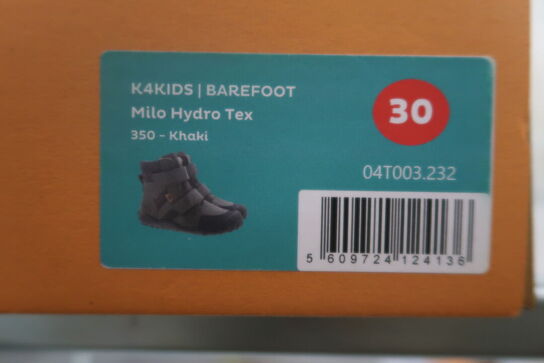 K4KIDS | BAREFOOT
Milo Hydro Tex
350 - Khaki
30
04T003.232
5 609724 124136